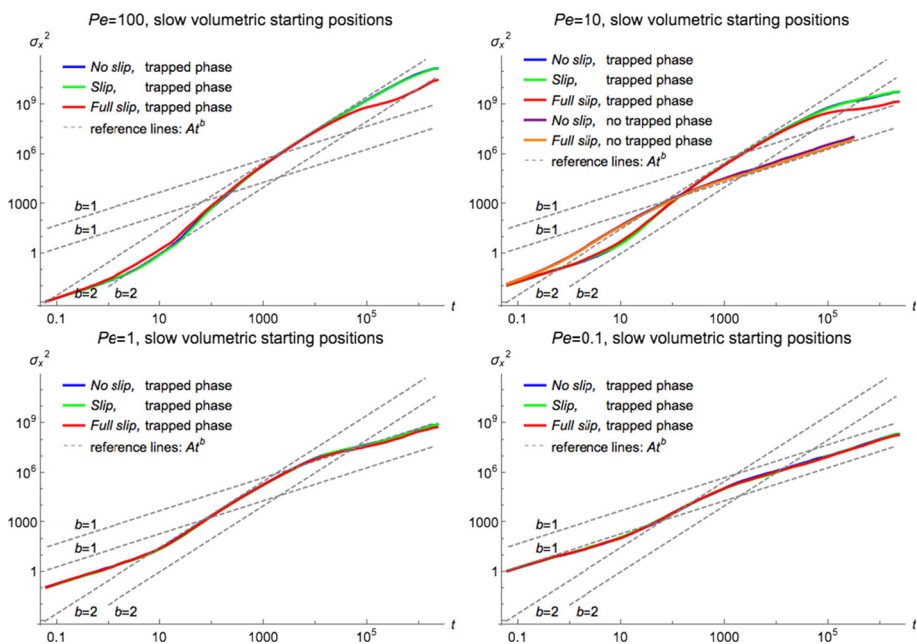 Pe=100, slow volumetric starting positions
σx²
No slip, trapped phase
Slip, trapped phase
Full slip, trapped phase
reference lines: At^b
10⁹
10⁶
1000
1
b=1
b=1
b=2
b=2
0.1
10
1000
10⁵
t
Pe=10, slow volumetric starting positions
σx²
No slip, trapped phase
Slip, trapped phase
Full slip, trapped phase
No slip, no trapped phase
Full slip, no trapped phase
reference lines: At^b
10⁹
10⁶
1000
1
b=1
b=1
b=2
b=2
0.1
10
1000
10⁵
t
Pe=1, slow volumetric starting positions
σx²
No slip, trapped phase
Slip, trapped phase
Full slip, trapped phase
reference lines: At^b
10⁹
10⁶
1000
1
b=1
b=1
b=2
b=2
0.1
10
1000
10⁵
t
Pe=0.1, slow volumetric starting positions
σx²
No slip, trapped phase
Slip, trapped phase
Full slip, trapped phase
reference lines: At^b
10⁹
10⁶
1000
1
b=1
b=1
b=2
b=2
0.1
10
1000
10⁵
t